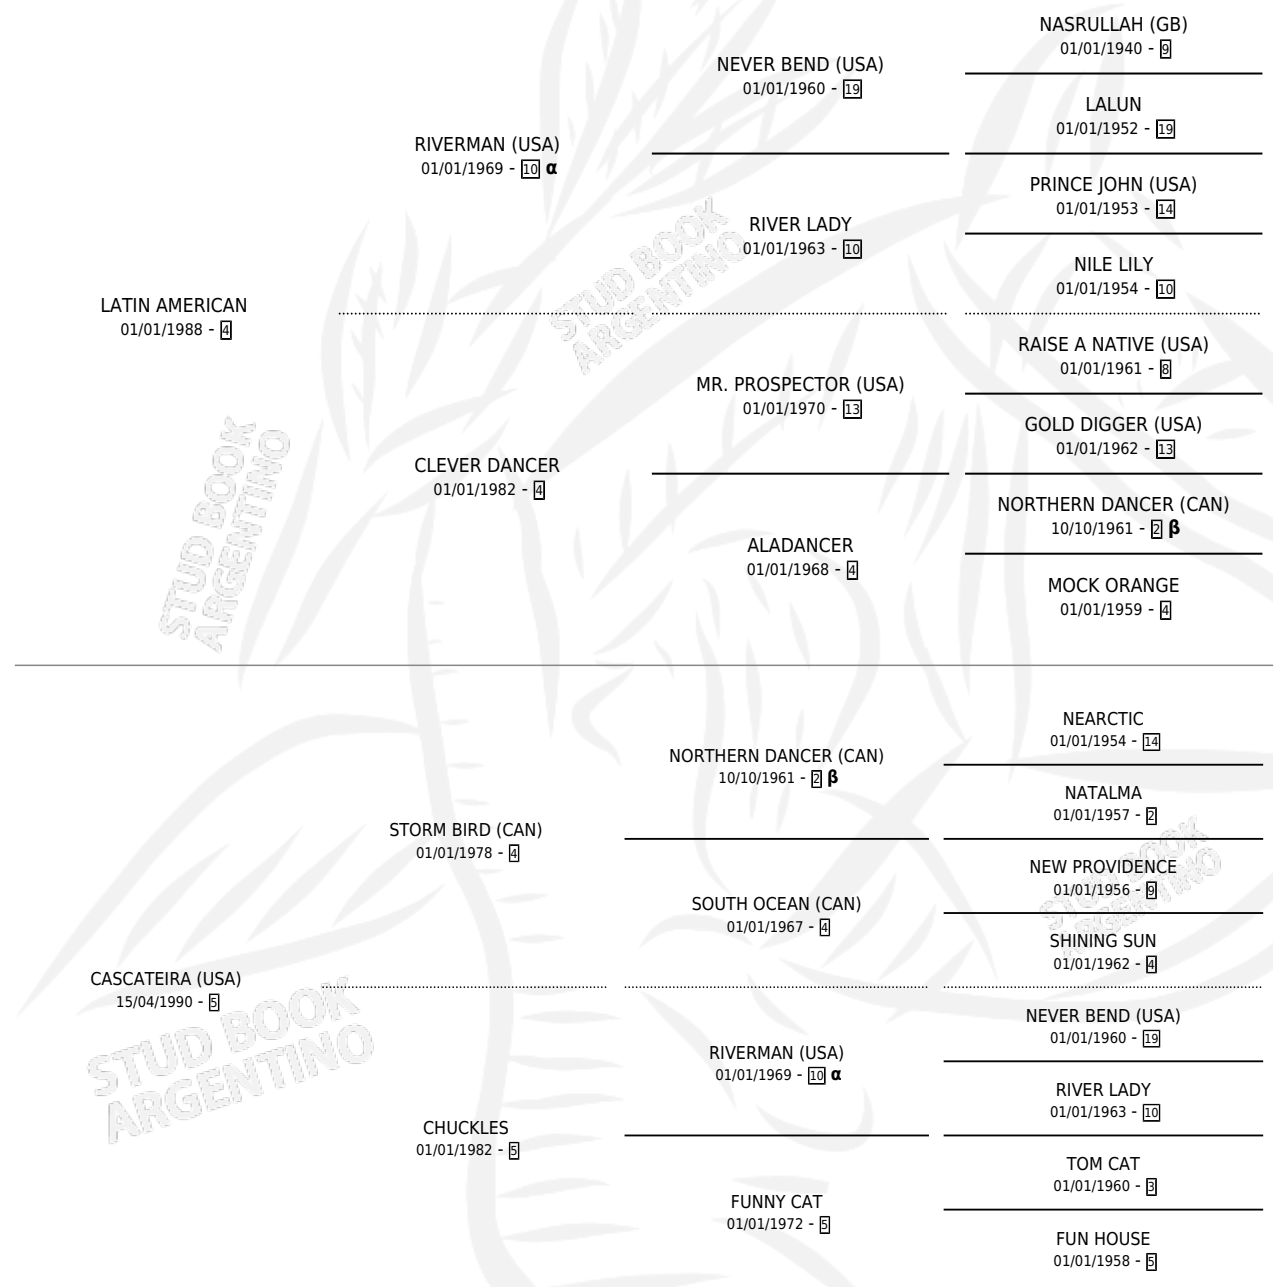 NASRULLAH (GB)
01/01/1940 - 9
NEVER BEND (USA)
01/01/1960 - 19
LALUN
01/01/1952 - 19
RIVERMAN (USA)
01/01/1969 - 10 α
PRINCE JOHN (USA)
01/01/1953 - 14
RIVER LADY
01/01/1963 - 10
NILE LILY
01/01/1954 - 10
LATIN AMERICAN
01/01/1988 - 4
RAISE A NATIVE (USA)
01/01/1961 - 8
MR. PROSPECTOR (USA)
01/01/1970 - 13
GOLD DIGGER (USA)
01/01/1962 - 13
CLEVER DANCER
01/01/1982 - 4
NORTHERN DANCER (CAN)
10/10/1961 - 2 β
ALADANCER
01/01/1968 - 4
MOCK ORANGE
01/01/1959 - 4
STUD BOOK
ARGENTINO
STUD BOOK
ARGENTINO
NEARCTIC
01/01/1954 - 14
NORTHERN DANCER (CAN)
10/10/1961 - 2 β
NATALMA
01/01/1957 - 2
STORM BIRD (CAN)
01/01/1978 - 4
NEW PROVIDENCE
01/01/1956 - 9
SOUTH OCEAN (CAN)
01/01/1967 - 4
SHINING SUN
01/01/1962 - 4
CASCATEIRA (USA)
15/04/1990 - 5
NEVER BEND (USA)
01/01/1960 - 19
RIVERMAN (USA)
01/01/1969 - 10 α
RIVER LADY
01/01/1963 - 10
CHUCKLES
01/01/1982 - 5
TOM CAT
01/01/1960 - 3
FUNNY CAT
01/01/1972 - 5
FUN HOUSE
01/01/1958 - 5
STUD BOOK
ARGENTINO
STUD BOOK
ARGENTINO